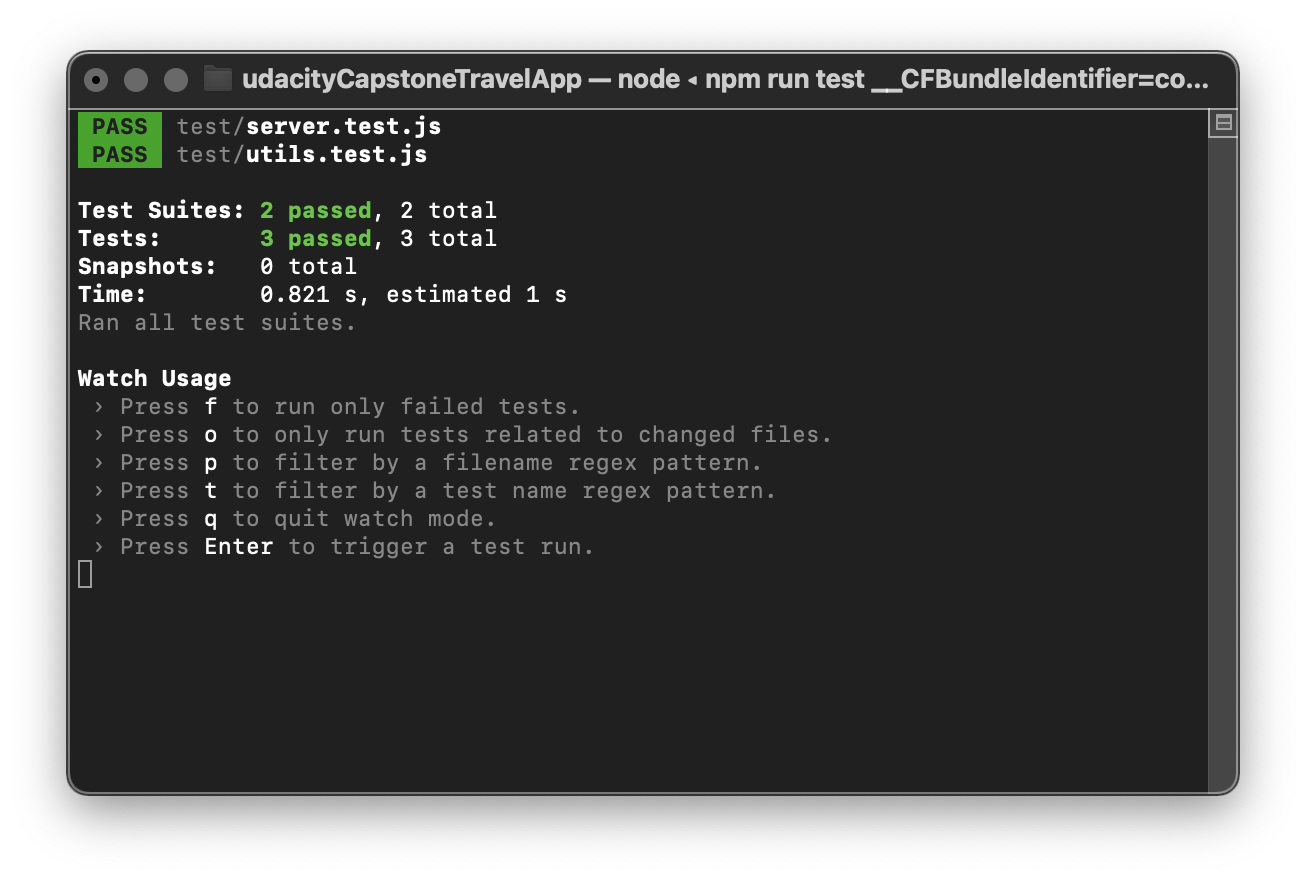 udacityCapstoneTravelApp — node ◂ npm run test __CFBundleIdentifier=co...
PASS test/server.test.js
PASS test/utils.test.js
Test Suites: 2 passed, 2 total
Tests:       3 passed, 3 total
Snapshots:   0 total
Time:        0.821 s, estimated 1 s
Ran all test suites.
Watch Usage
› Press f to run only failed tests.
› Press o to only run tests related to changed files.
› Press p to filter by a filename regex pattern.
› Press t to filter by a test name regex pattern.
› Press q to quit watch mode.
› Press Enter to trigger a test run.